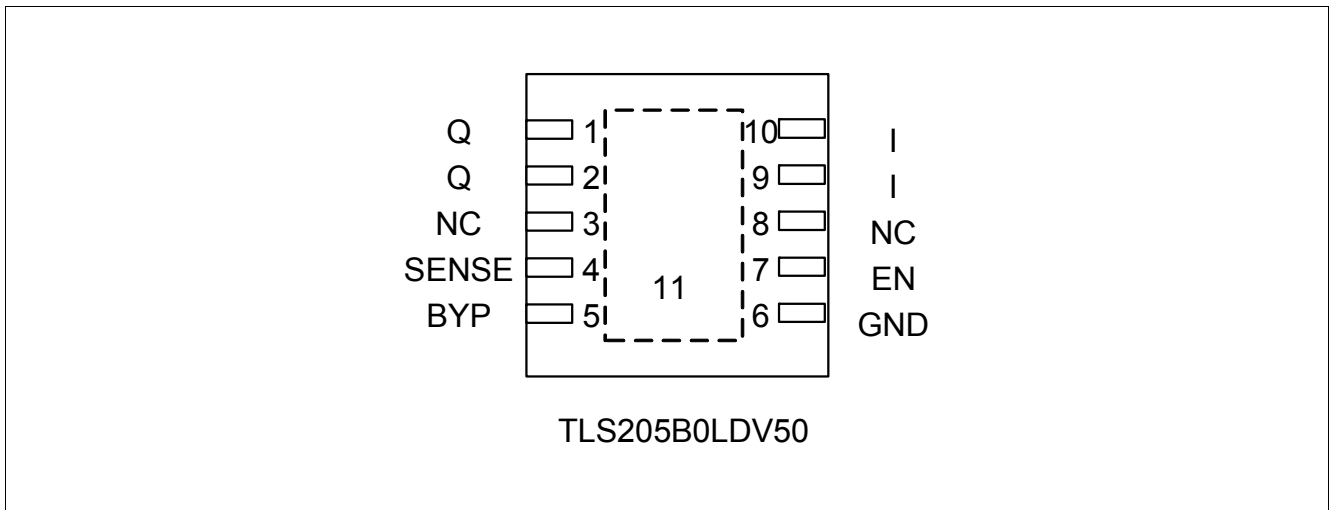 Q 1 10 I
Q 2 9 I
NC 3 8 NC
SENSE 4 7 EN
BYP 5 11 6 GND
TLS205B0LDV50